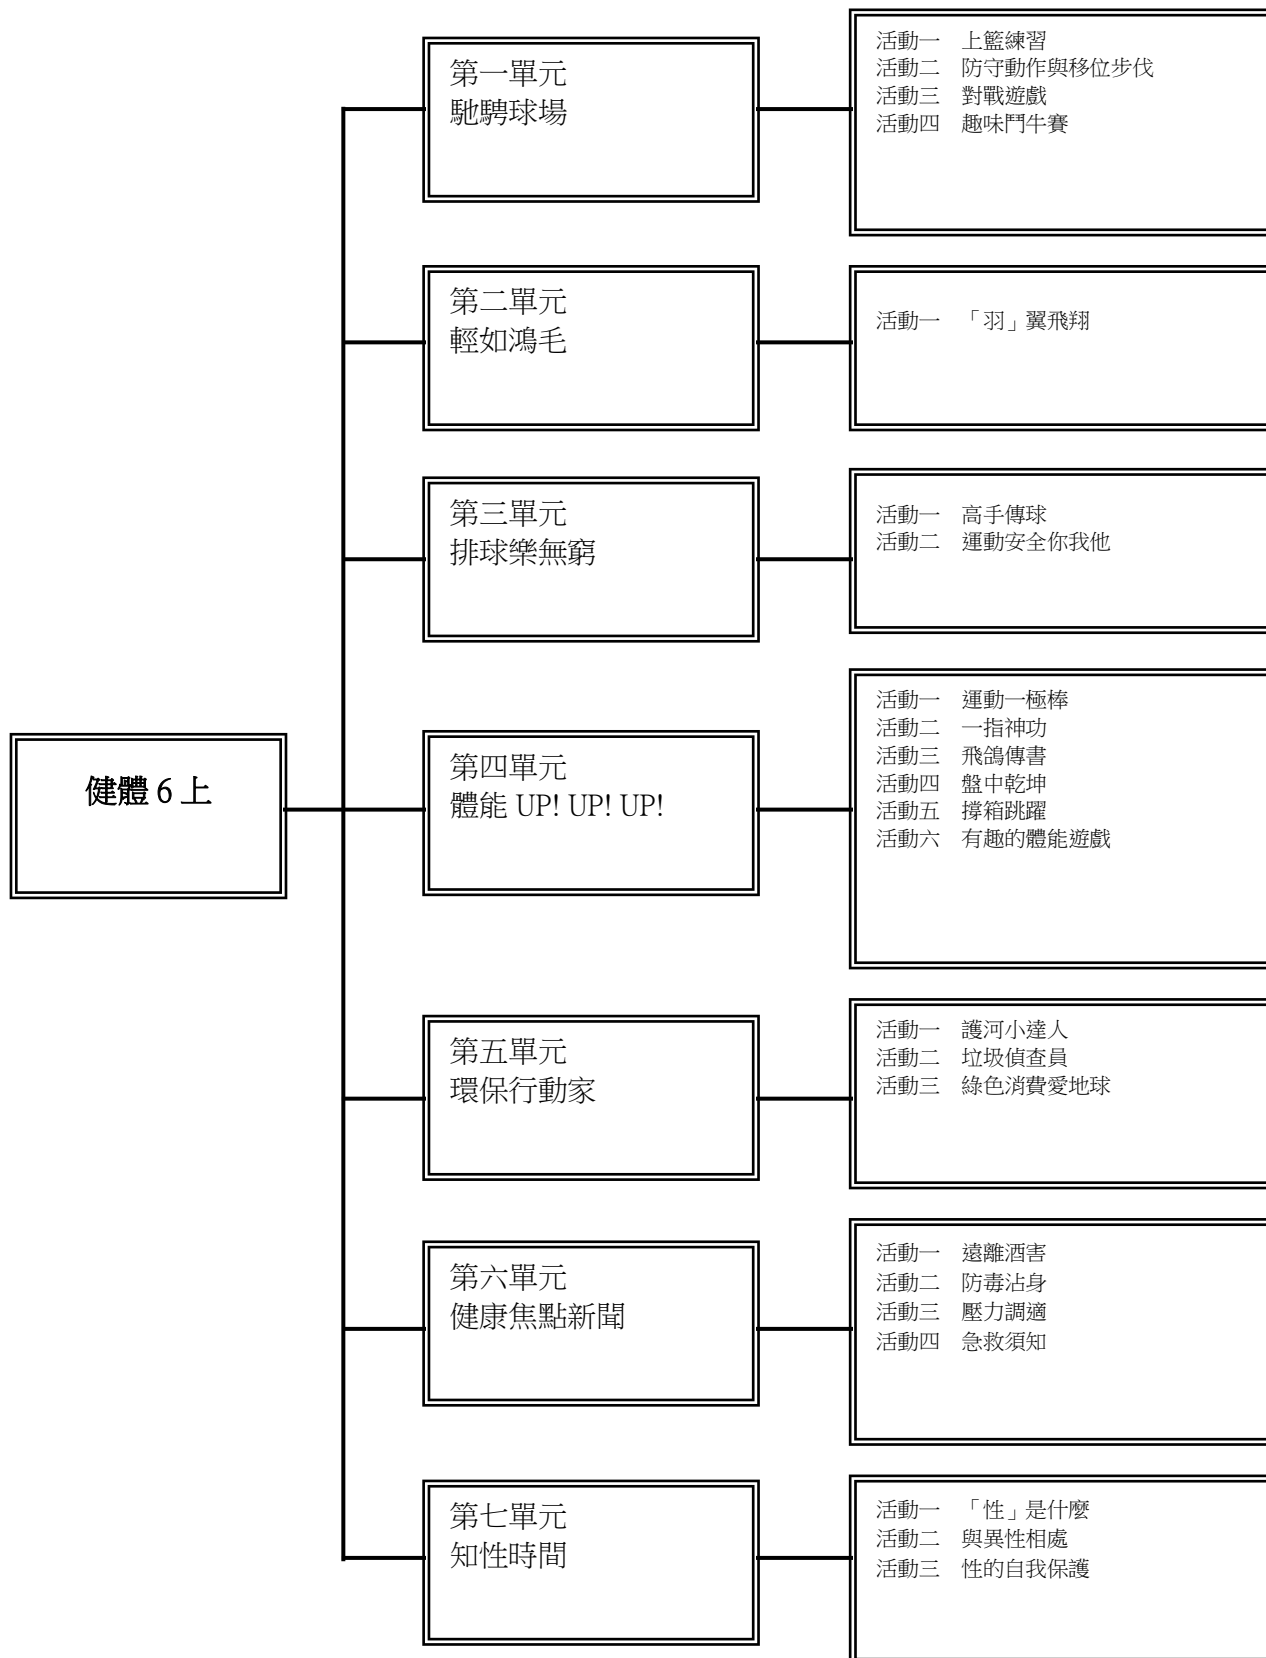 健體 6 上
第一單元
馳騁球場
活動一　上籃練習
活動二　防守動作與移位步伐
活動三　對戰遊戲
活動四　趣味鬥牛賽
第二單元
輕如鴻毛
活動一　「羽」翼飛翔
第三單元
排球樂無窮
活動一　高手傳球
活動二　運動安全你我他
第四單元
體能 UP! UP! UP!
活動一　運動一極棒
活動二　一指神功
活動三　飛鴿傳書
活動四　盤中乾坤
活動五　撐箱跳躍
活動六　有趣的體能遊戲
第五單元
環保行動家
活動一　護河小達人
活動二　垃圾偵查員
活動三　綠色消費愛地球
第六單元
健康焦點新聞
活動一　遠離酒害
活動二　防毒沾身
活動三　壓力調適
活動四　急救須知
第七單元
知性時間
活動一　「性」是什麼
活動二　與異性相處
活動三　性的自我保護